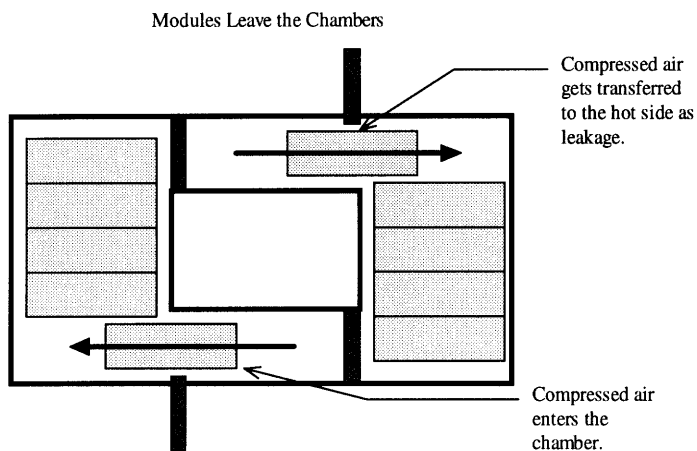 Modules Leave the Chambers
Compressed air
gets transferred
to the hot side as
leakage.
Compressed air
enters the
chamber.